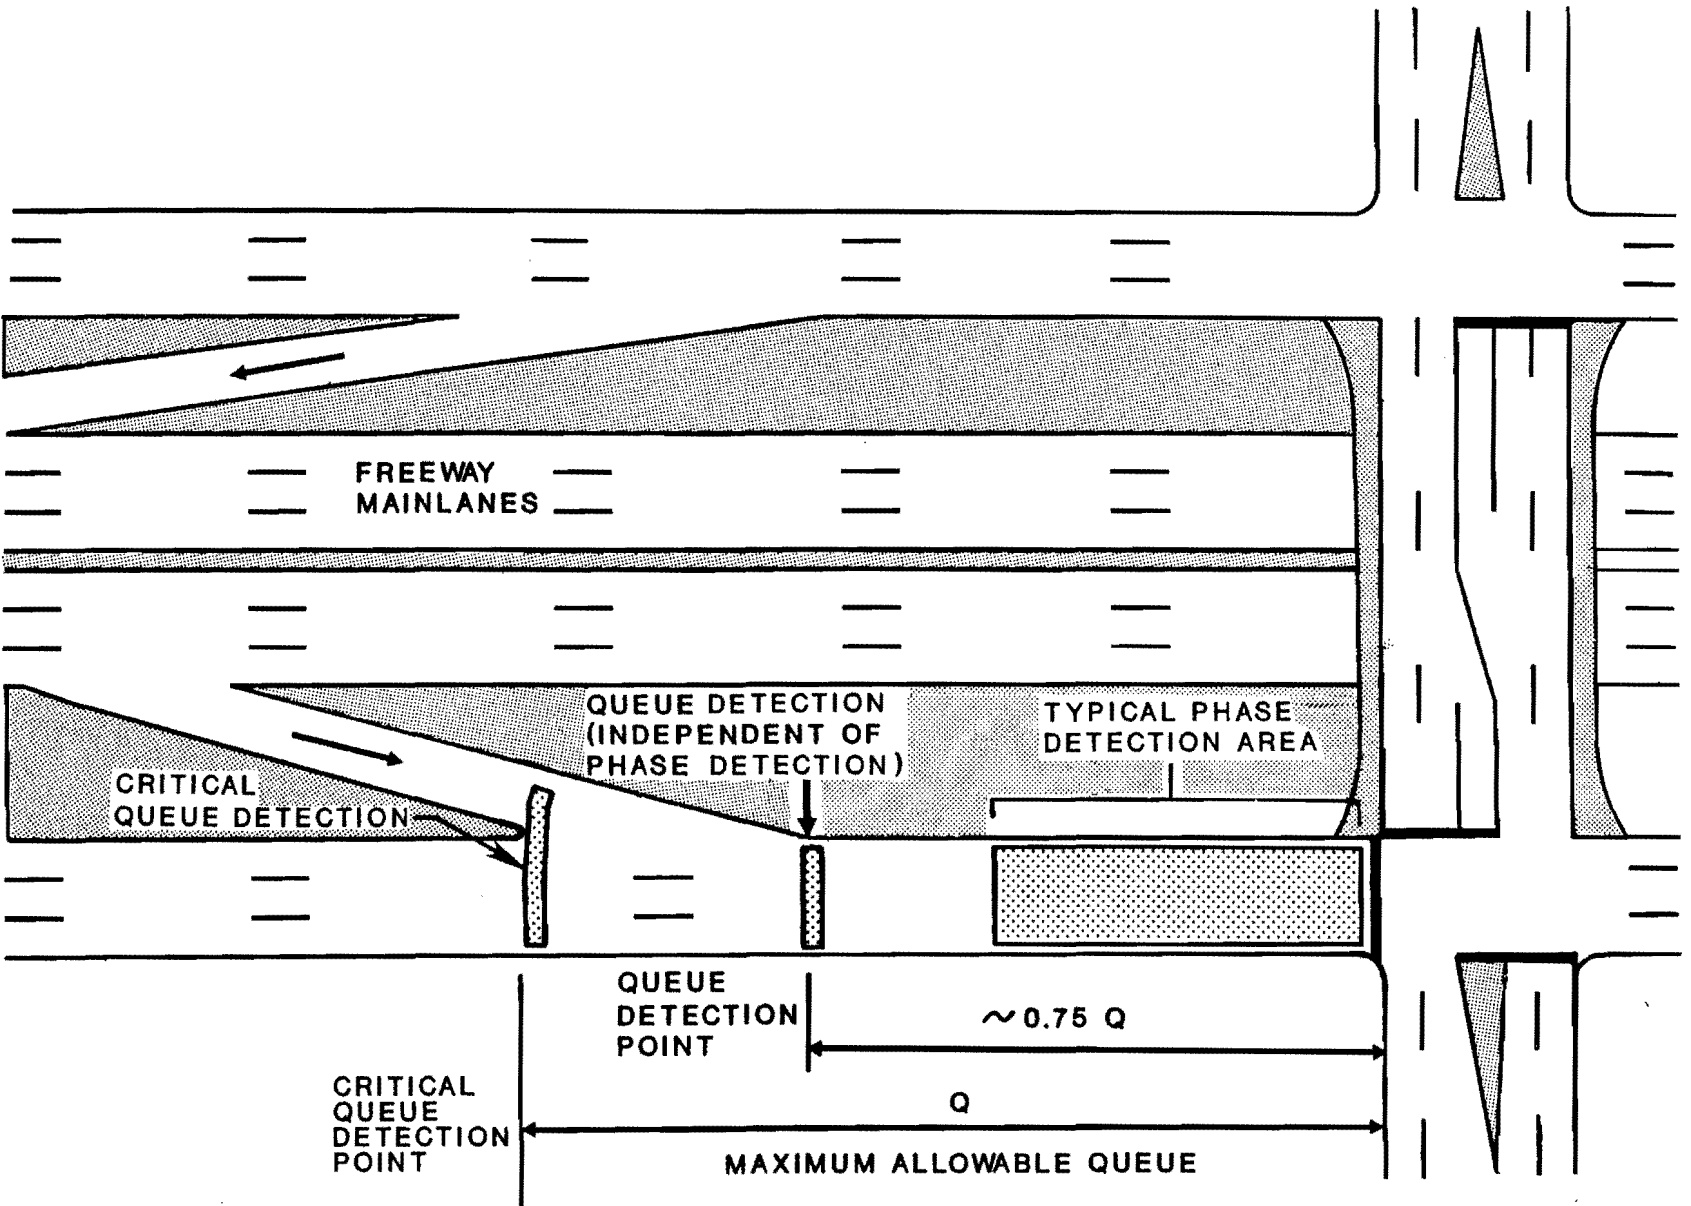 FREEWAY
MAINLANES
QUEUE DETECTION
(INDEPENDENT OF
PHASE DETECTION)
TYPICAL PHASE
DETECTION AREA
CRITICAL
QUEUE DETECTION
QUEUE
DETECTION
POINT
~0.75 Q
CRITICAL
QUEUE
DETECTION
POINT
Q
MAXIMUM ALLOWABLE QUEUE